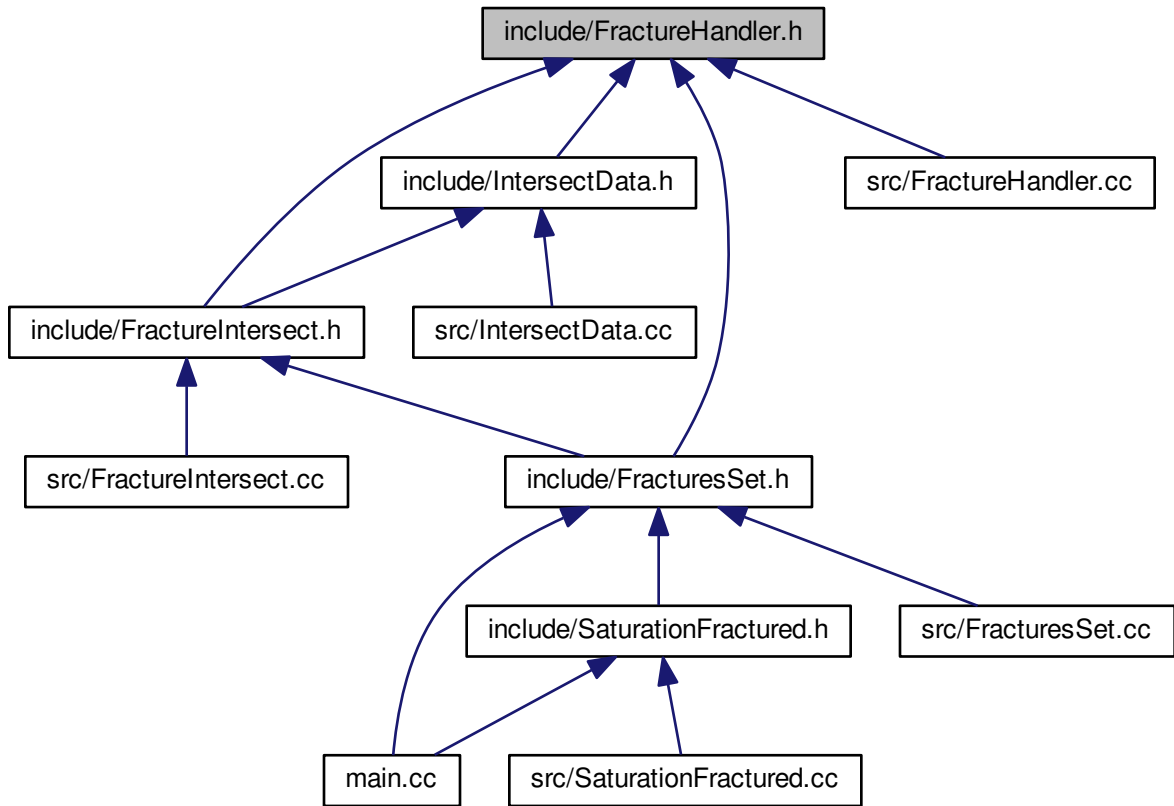 include/FractureHandler.h
include/IntersectData.h
src/FractureHandler.cc
include/FractureIntersect.h
src/IntersectData.cc
src/FractureIntersect.cc
include/FracturesSet.h
include/SaturationFractured.h
src/FracturesSet.cc
main.cc
src/SaturationFractured.cc